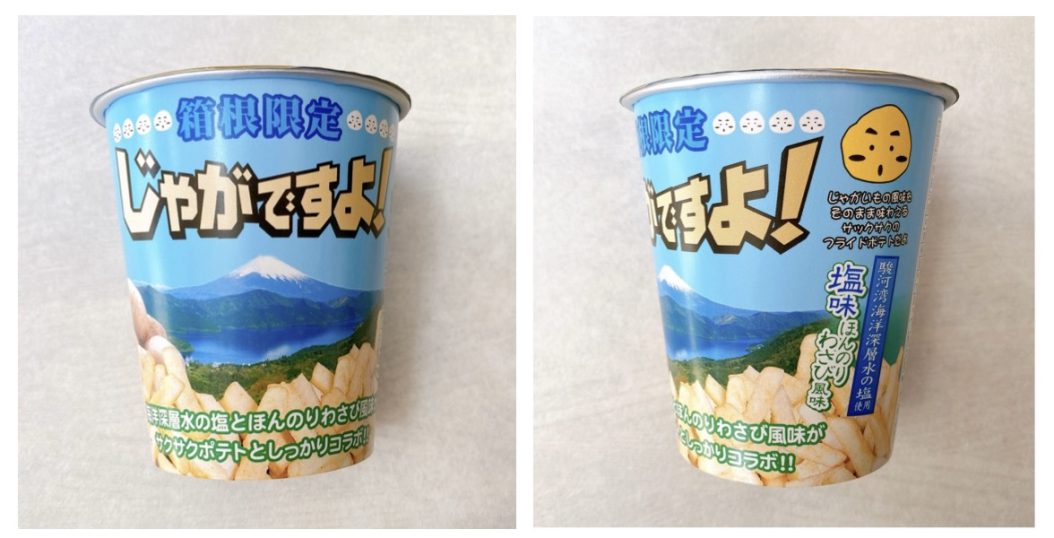 箱根限定
じゃがですよ!
洋深層水の塩とほんのりわさび風味
サクサクポテトとしっかりコラボ!!
根限定
がですよ!
じゃがいもの風味を
そのまま味わえる
サックサクの
フライドポテトだよ
塩味
ほんのり
わさび風味
駿河湾海洋深層水の塩使用
ほんのりわさび風味が
としっかりコラボ!!